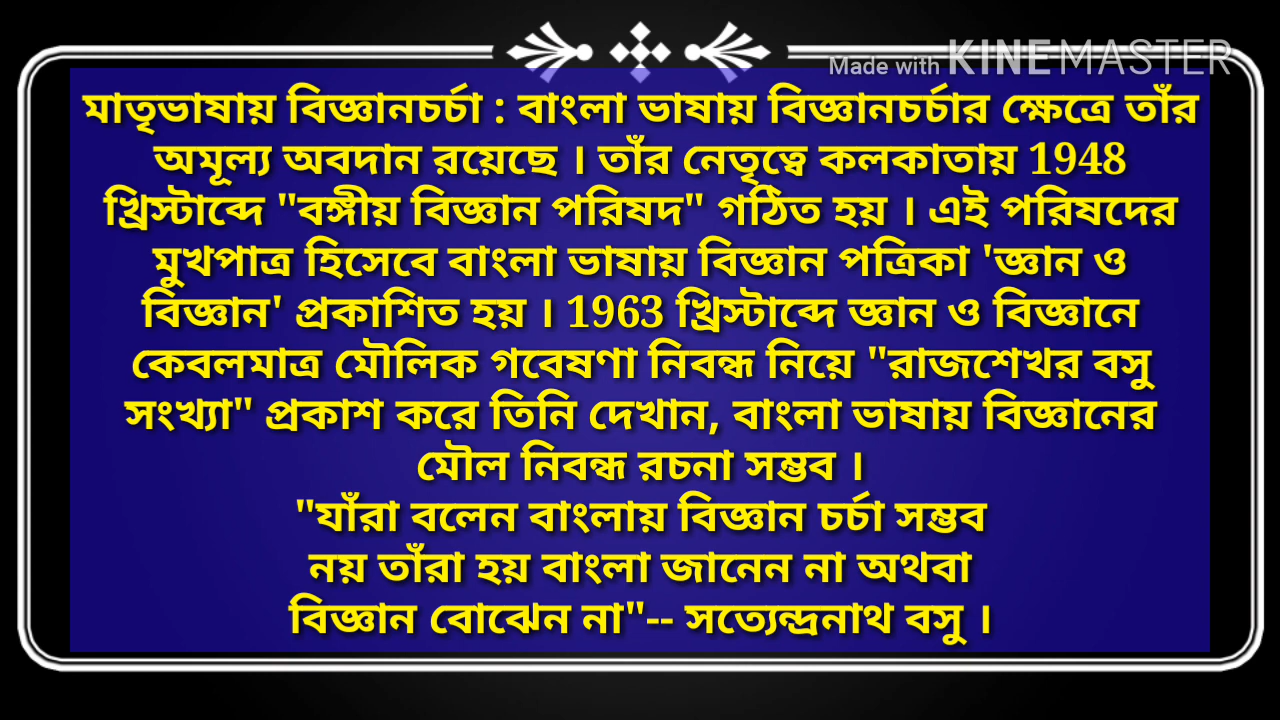 Made with KINEMASTER
মাতৃভাষায় বিজ্ঞানচর্চা : বাংলা ভাষায় বিজ্ঞানচর্চার ক্ষেত্রে তাঁর
অমূল্য অবদান রয়েছে । তাঁর নেতৃত্বে কলকাতায় 1948
খ্রিস্টাব্দে "বঙ্গীয় বিজ্ঞান পরিষদ" গঠিত হয় । এই পরিষদের
মুখপাত্র হিসেবে বাংলা ভাষায় বিজ্ঞান পত্রিকা 'জ্ঞান ও
বিজ্ঞান' প্রকাশিত হয় । 1963 খ্রিস্টাব্দে জ্ঞান ও বিজ্ঞানে
কেবলমাত্র মৌলিক গবেষণা নিবন্ধ নিয়ে "রাজশেখর বসু
সংখ্যা" প্রকাশ করে তিনি দেখান, বাংলা ভাষায় বিজ্ঞানের
মৌল নিবন্ধ রচনা সম্ভব ।
"যাঁরা বলেন বাংলায় বিজ্ঞান চর্চা সম্ভব
নয় তাঁরা হয় বাংলা জানেন না অথবা
বিজ্ঞান বোঝেন না"-- সত্যেন্দ্রনাথ বসু ।